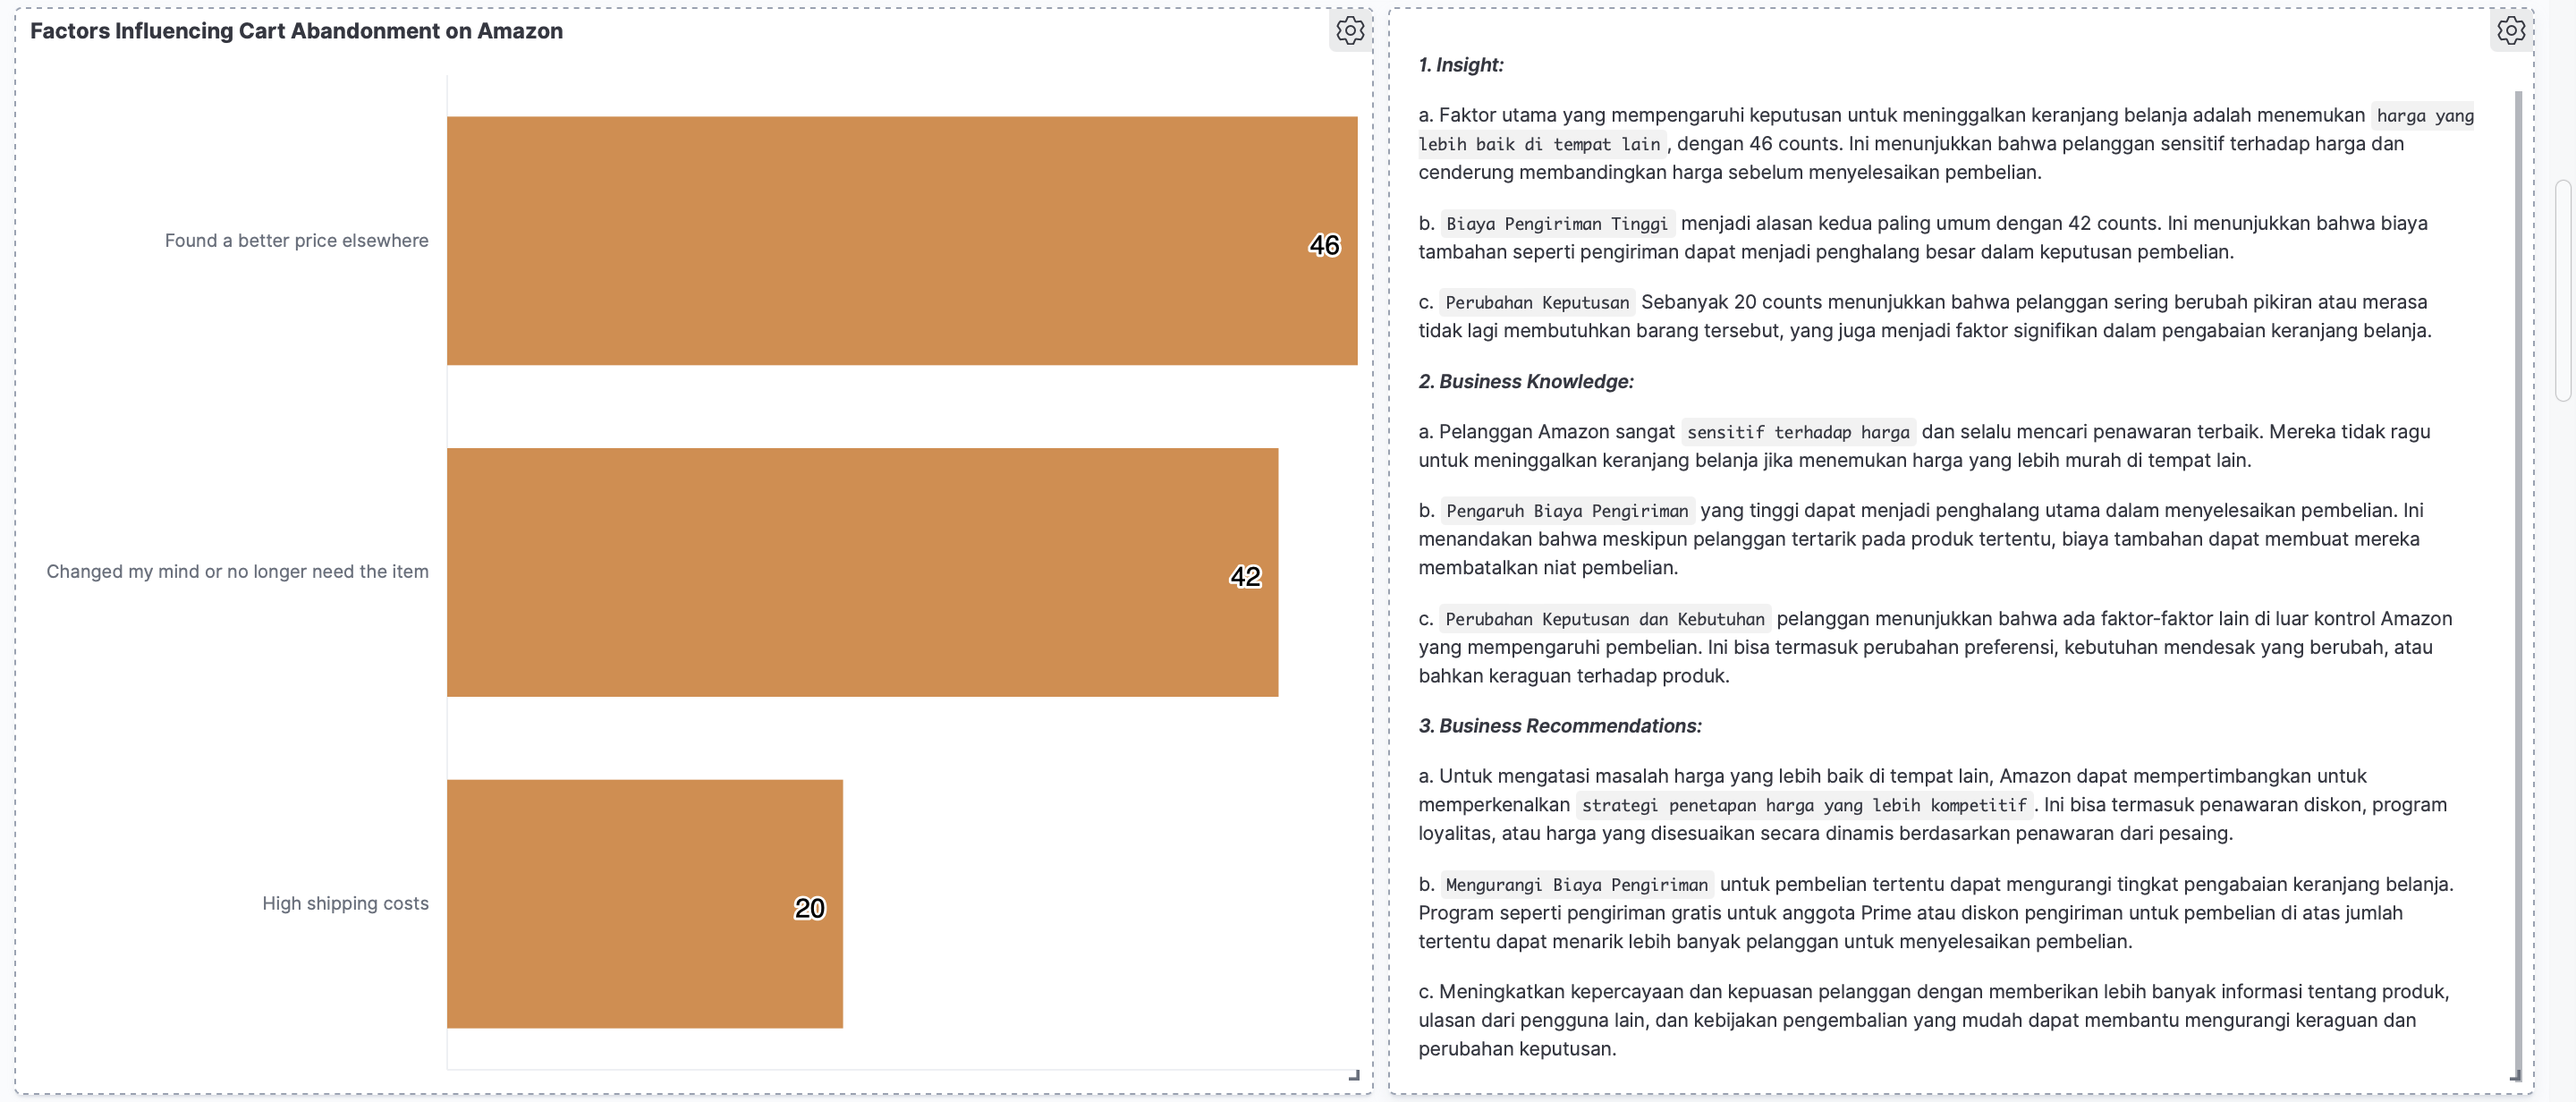 Factors Influencing Cart Abandonment on Amazon
Found a better price elsewhere
46
Changed my mind or no longer need the item
42
High shipping costs
20
1. Insight:
a. Faktor utama yang mempengaruhi keputusan untuk meninggalkan keranjang belanja adalah menemukan harga yang
lebih baik di tempat lain , dengan 46 counts. Ini menunjukkan bahwa pelanggan sensitif terhadap harga dan
cenderung membandingkan harga sebelum menyelesaikan pembelian.
b. Biaya Pengiriman Tinggi menjadi alasan kedua paling umum dengan 42 counts. Ini menunjukkan bahwa biaya
tambahan seperti pengiriman dapat menjadi penghalang besar dalam keputusan pembelian.
c. Perubahan Keputusan Sebanyak 20 counts menunjukkan bahwa pelanggan sering berubah pikiran atau merasa
tidak lagi membutuhkan barang tersebut, yang juga menjadi faktor signifikan dalam pengabaian keranjang belanja.
2. Business Knowledge:
a. Pelanggan Amazon sangat sensitif terhadap harga dan selalu mencari penawaran terbaik. Mereka tidak ragu
untuk meninggalkan keranjang belanja jika menemukan harga yang lebih murah di tempat lain.
b. Pengaruh Biaya Pengiriman yang tinggi dapat menjadi penghalang utama dalam menyelesaikan pembelian. Ini
menandakan bahwa meskipun pelanggan tertarik pada produk tertentu, biaya tambahan dapat membuat mereka
membatalkan niat pembelian.
c. Perubahan Keputusan dan Kebutuhan pelanggan menunjukkan bahwa ada faktor-faktor lain di luar kontrol Amazon
yang mempengaruhi pembelian. Ini bisa termasuk perubahan preferensi, kebutuhan mendesak yang berubah, atau
bahkan keraguan terhadap produk.
3. Business Recommendations:
a. Untuk mengatasi masalah harga yang lebih baik di tempat lain, Amazon dapat mempertimbangkan untuk
memperkenalkan strategi penetapan harga yang lebih kompetitif . Ini bisa termasuk penawaran diskon, program
loyalitas, atau harga yang disesuaikan secara dinamis berdasarkan penawaran dari pesaing.
b. Mengurangi Biaya Pengiriman untuk pembelian tertentu dapat mengurangi tingkat pengabaian keranjang belanja.
Program seperti pengiriman gratis untuk anggota Prime atau diskon pengiriman untuk pembelian di atas jumlah
tertentu dapat menarik lebih banyak pelanggan untuk menyelesaikan pembelian.
c. Meningkatkan kepercayaan dan kepuasan pelanggan dengan memberikan lebih banyak informasi tentang produk,
ulasan dari pengguna lain, dan kebijakan pengembalian yang mudah dapat membantu mengurangi keraguan dan
perubahan keputusan.